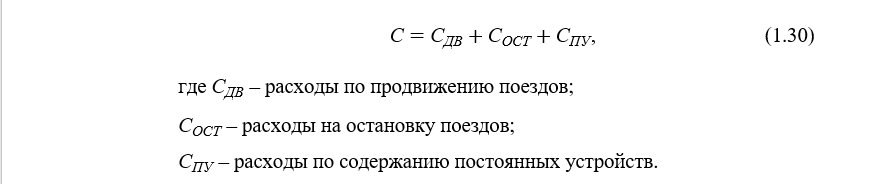 C = C_ДВ + C_ОСТ + C_ПУ, (1.30)
где C_ДВ – расходы по продвижению поездов;
C_ОСТ – расходы на остановку поездов;
C_ПУ – расходы по содержанию постоянных устройств.